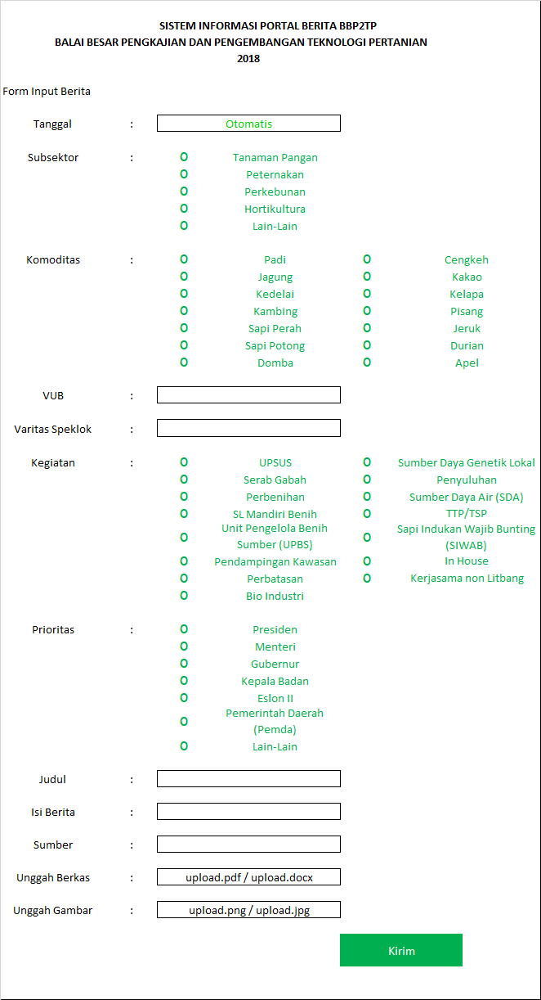 SISTEM INFORMASI PORTAL BERITA BBP2TP
BALAI BESAR PENGKAJIAN DAN PENGEMBANGAN TEKNOLOGI PERTANIAN
2018
Form Input Berita
Tanggal : Otomatis
Subsektor : O Tanaman Pangan
O Peternakan
O Perkebunan
O Hortikultura
O Lain-Lain
Komoditas : O Padi O Cengkeh
O Jagung O Kakao
O Kedelai O Kelapa
O Kambing O Pisang
O Sapi Perah O Jeruk
O Sapi Potong O Durian
O Domba O Apel
VUB :
Varitas Speklok :
Kegiatan : O UPSUS O Sumber Daya Genetik Lokal
O Serab Gabah O Penyuluhan
O Perbenihan O Sumber Daya Air (SDA)
O SL Mandiri Benih O TTP/TSP
O Unit Pengelola Benih O Sapi Indukan Wajib Bunting
Sumber (UPBS) (SIWAB)
O Pendampingan Kawasan O In House
O Perbatasan O Kerjasama non Litbang
O Bio Industri
Prioritas : O Presiden
O Menteri
O Gubernur
O Kepala Badan
O Eslon II
O Pemerintah Daerah
(Pemda)
O Lain-Lain
Judul :
Isi Berita :
Sumber :
Unggah Berkas : upload.pdf / upload.docx
Unggah Gambar : upload.png / upload.jpg
Kirim